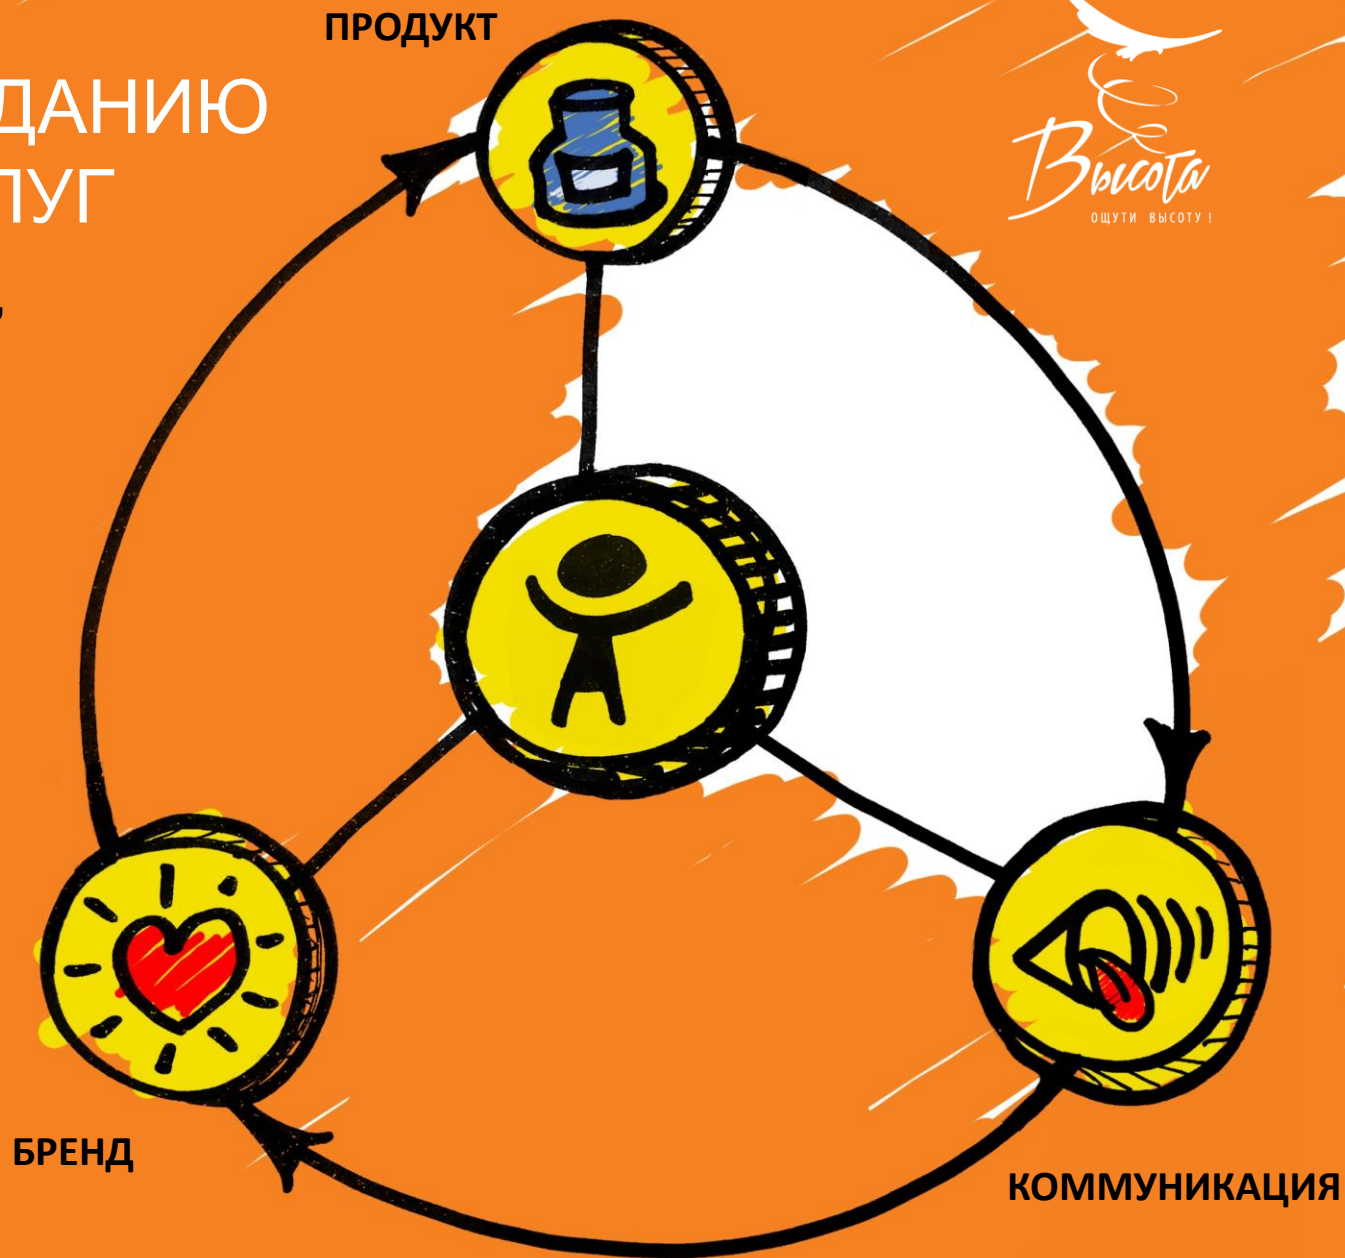 ПРОДУКТ
ДАНИЮ
ЛУГ
,
Высота
ОЩУТИ ВЫСОТУ !
БРЕНД
КОММУНИКАЦИЯ